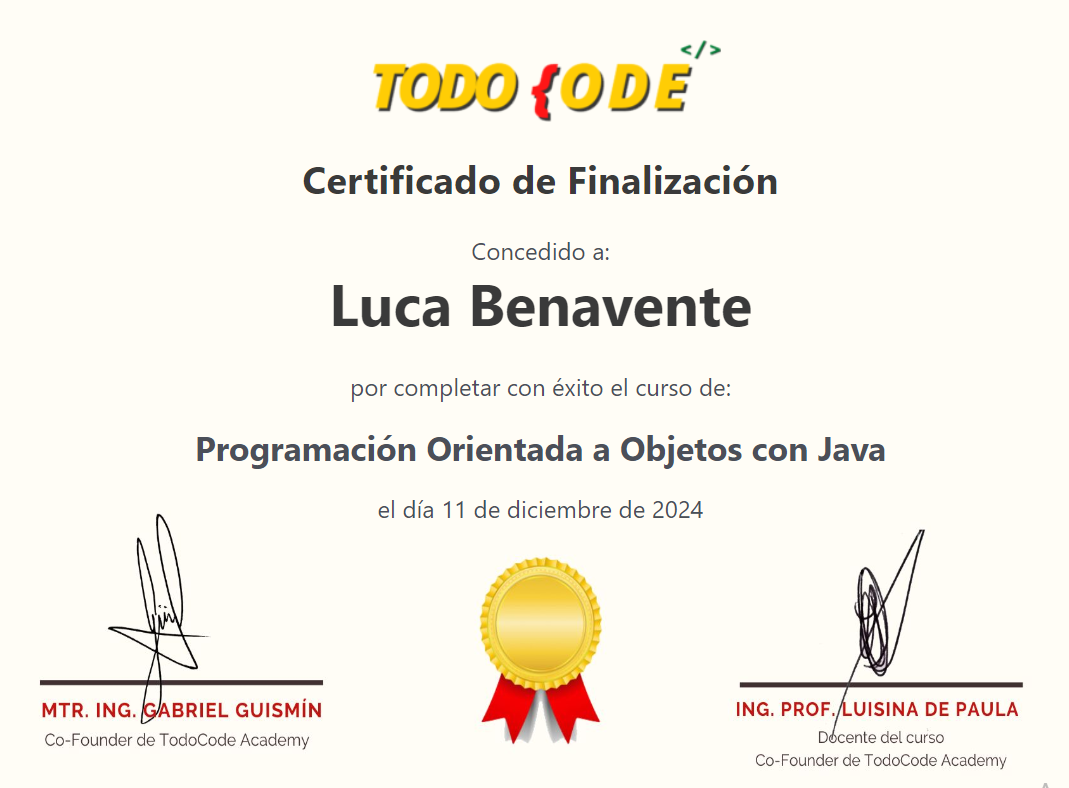 </>
TODO {ODE
Certificado de Finalización
Concedido a:
Luca Benavente
por completar con éxito el curso de:
Programación Orientada a Objetos con Java
el día 11 de diciembre de 2024
MTR. ING. GABRIEL GUISMÍN
Co-Founder de TodoCode Academy
ING. PROF. LUISINA DE PAULA
Docente del curso
Co-Founder de TodoCode Academy